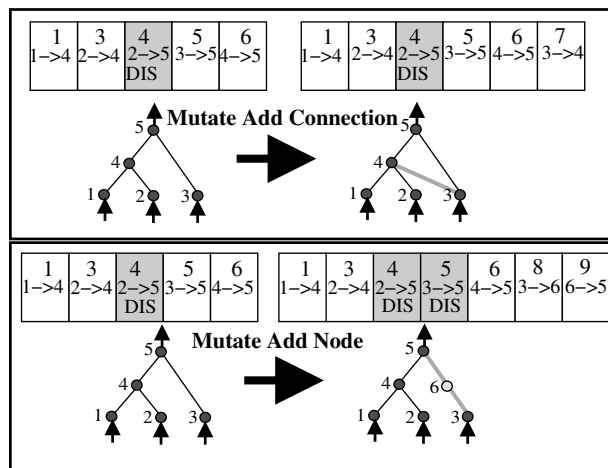 1 3 4 5 6
1->4 2->4 2->5 3->5 4->5
DIS
1 3 4 5 6 7
1->4 2->4 2->5 3->5 4->5 3->4
DIS
Mutate Add Connection
5 5
4 4
1 2 3 1 2 3
1 3 4 5 6
1->4 2->4 2->5 3->5 4->5
DIS
1 3 4 5 6 8 9
1->4 2->4 2->5 3->5 4->5 3->6 6->5
DIS DIS
Mutate Add Node
5 5
4 4 6
1 2 3 1 2 3